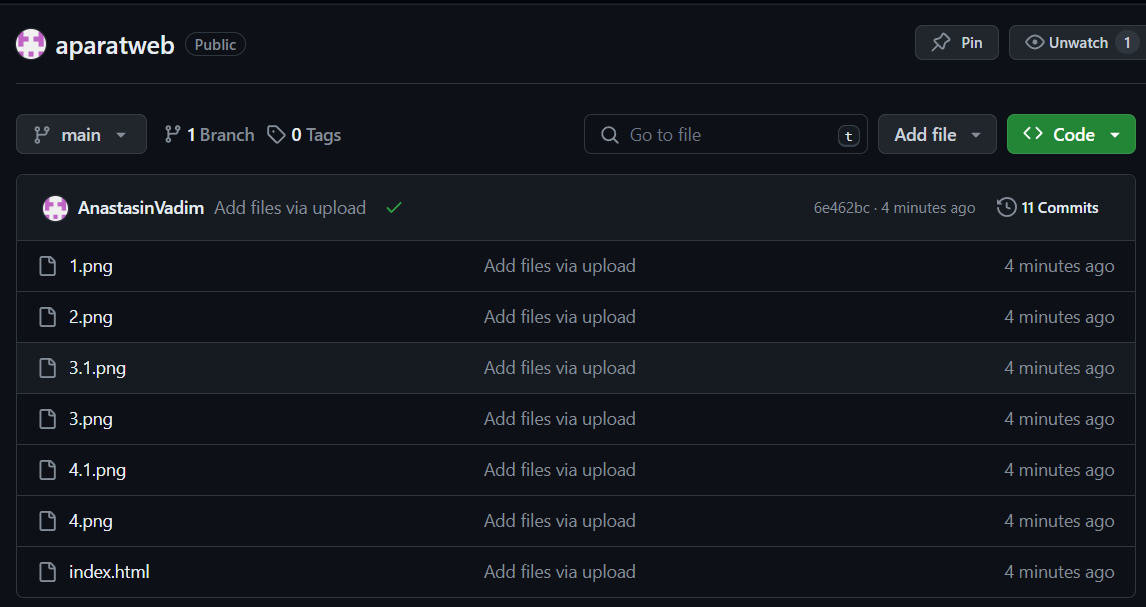 aparatweb Public Pin Unwatch 1
main 1 Branch 0 Tags Go to file t Add file Code
AnastasinVadim Add files via upload 6e462bc · 4 minutes ago 11 Commits
1.png Add files via upload 4 minutes ago
2.png Add files via upload 4 minutes ago
3.1.png Add files via upload 4 minutes ago
3.png Add files via upload 4 minutes ago
4.1.png Add files via upload 4 minutes ago
4.png Add files via upload 4 minutes ago
index.html Add files via upload 4 minutes ago